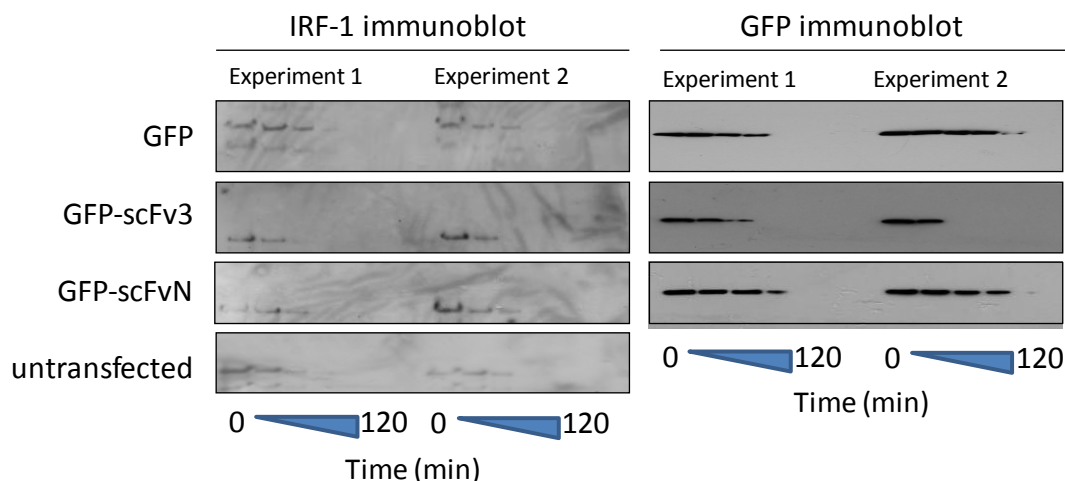 IRF-1 immunoblot
GFP immunoblot
Experiment 1
Experiment 2
Experiment 1
Experiment 2
GFP
GFP-scFv3
GFP-scFvN
untrasfected
0 120 0 120
Time (min)
0 120 0 120
Time (min)